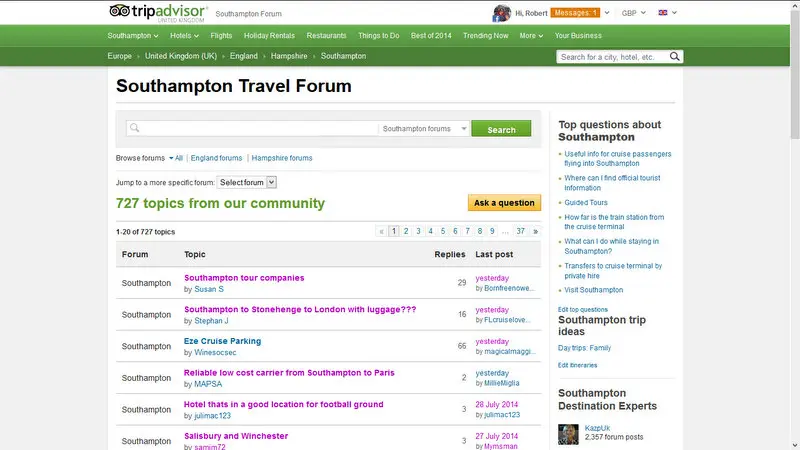 tripadvisor
UNITED KINGDOM
Southampton Forum
Hi, Robert
Messages: 1
GBP
Southampton
Hotels
Flights
Holiday Rentals
Restaurants
Things to Do
Best of 2014
Trending Now
More
Your Business
Europe › United Kingdom (UK) › England › Hampshire › Southampton
Search for a city, hotel, etc.
Southampton Travel Forum
Southampton forums
Search
Browse forums All England forums Hampshire forums
Jump to a more specific forum: Select forum
727 topics from our community
Ask a question
1-20 of 727 topics
« 1 2 3 4 5 6 7 8 9 ... 37 »
Forum Topic Replies Last post
Southampton
Southampton tour companies
by Susan S
29
yesterday
by Bornfreenowe...
Southampton
Southampton to Stonehenge to London with luggage???
by Stephan J
16
yesterday
by FLcruiselove...
Southampton
Eze Cruise Parking
by Winesocsec
66
yesterday
by magicalmaggi...
Southampton
Reliable low cost carrier from Southampton to Paris
by MAPSA
2
yesterday
by MillieMiglia
Southampton
Hotel thats in a good location for football ground
by julimac123
3
28 July 2014
by julimac123
Southampton
Salisbury and Winchester
by samim72
3
27 July 2014
by Mymsman
Top questions about
Southampton
Useful info for cruise passengers
flying into Southampton
Where can I find official tourist
information
Guided Tours
How far is the train station from
the cruise terminal
What can I do while staying in
Southampton?
Transfers to cruise terminal by
private hire
Visit Southampton
Edit top questions
Southampton trip
ideas
Day trips: Family
Edit itineraries
Southampton
Destination Experts
KazpUk
2,357 forum posts